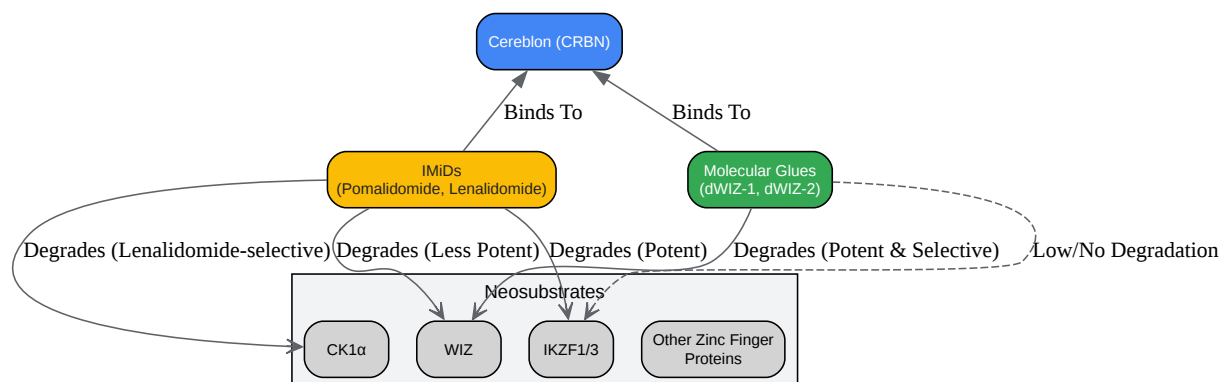 Cereblon (CRBN)
Binds To
Binds To
IMiDs
(Pomalidomide, Lenalidomide)
Molecular Glues
(dWIZ-1, dWIZ-2)
Degrades (Lenalidomide-selective)
Degrades (Less Potent)
Degrades (Potent)
Degrades (Potent & Selective)
Low/No Degradation
Neosubstrates
CK1α
WIZ
IKZF1/3
Other Zinc Finger
Proteins